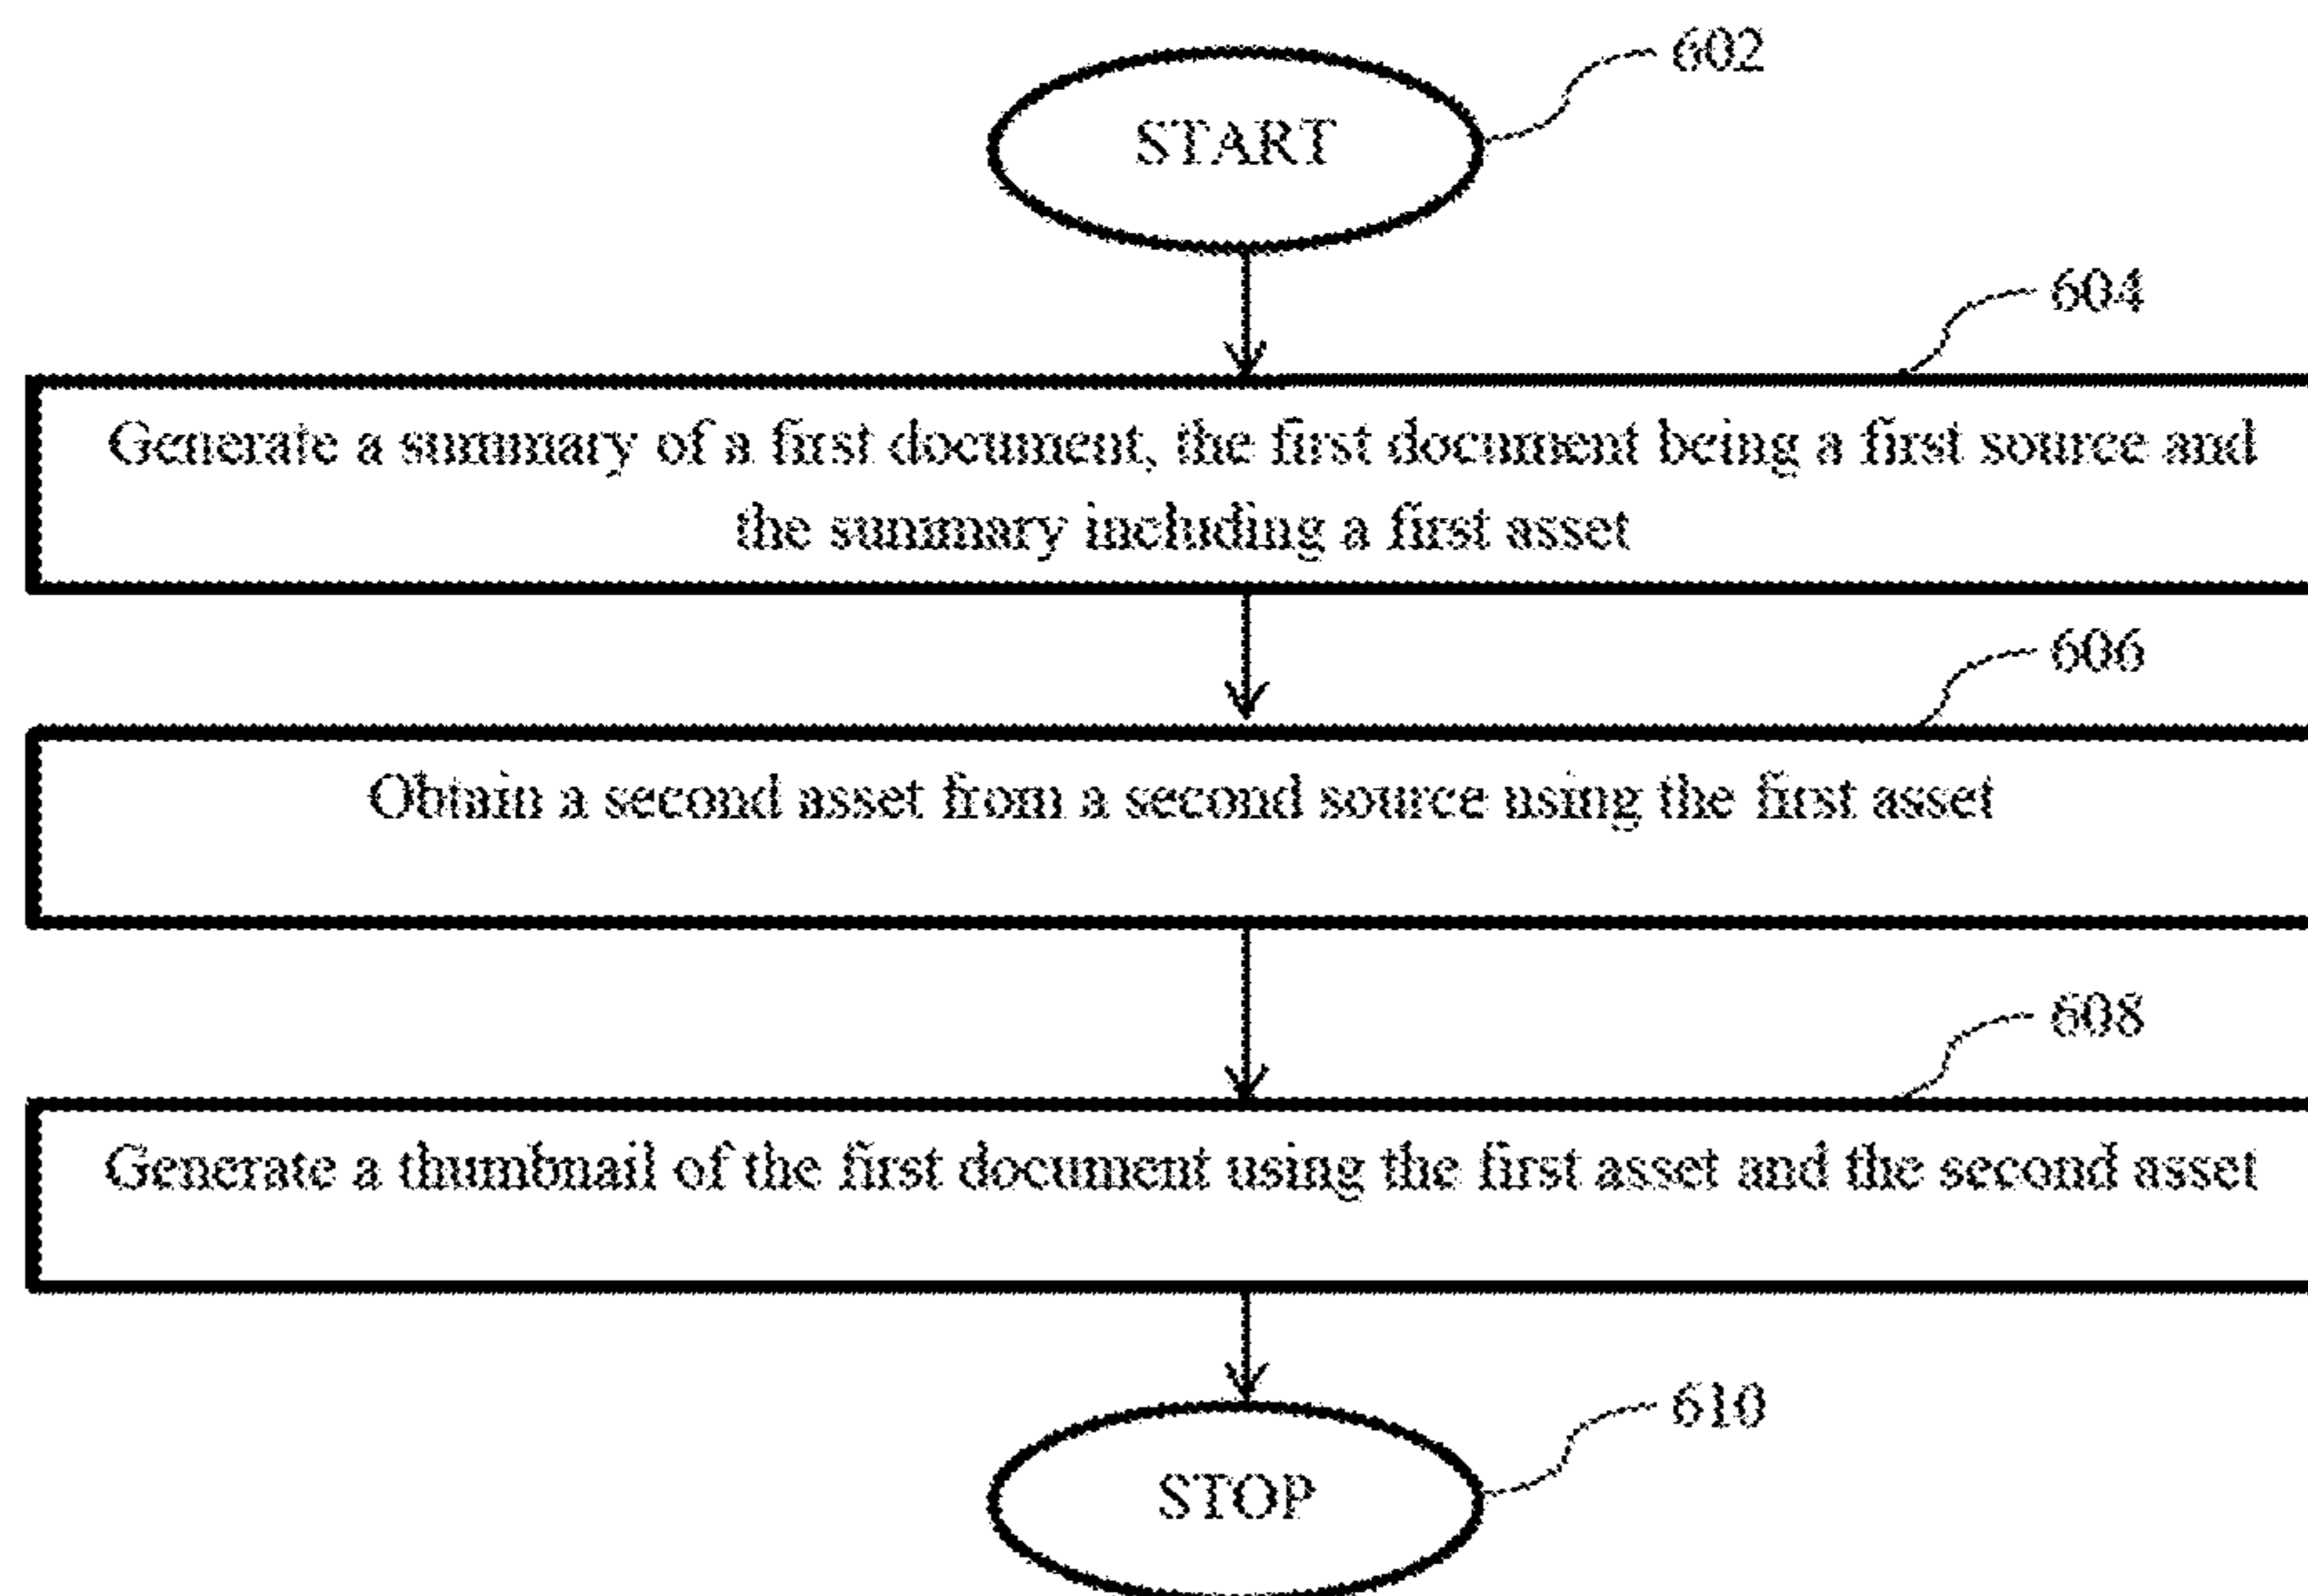 602
START
604
Generate a summary of a first document, the first document being a first source and
the summary including a first asset
606
Obtain a second asset from a second source using the first asset
608
Generate a thumbnail of the first document using the first asset and the second asset
610
STOP